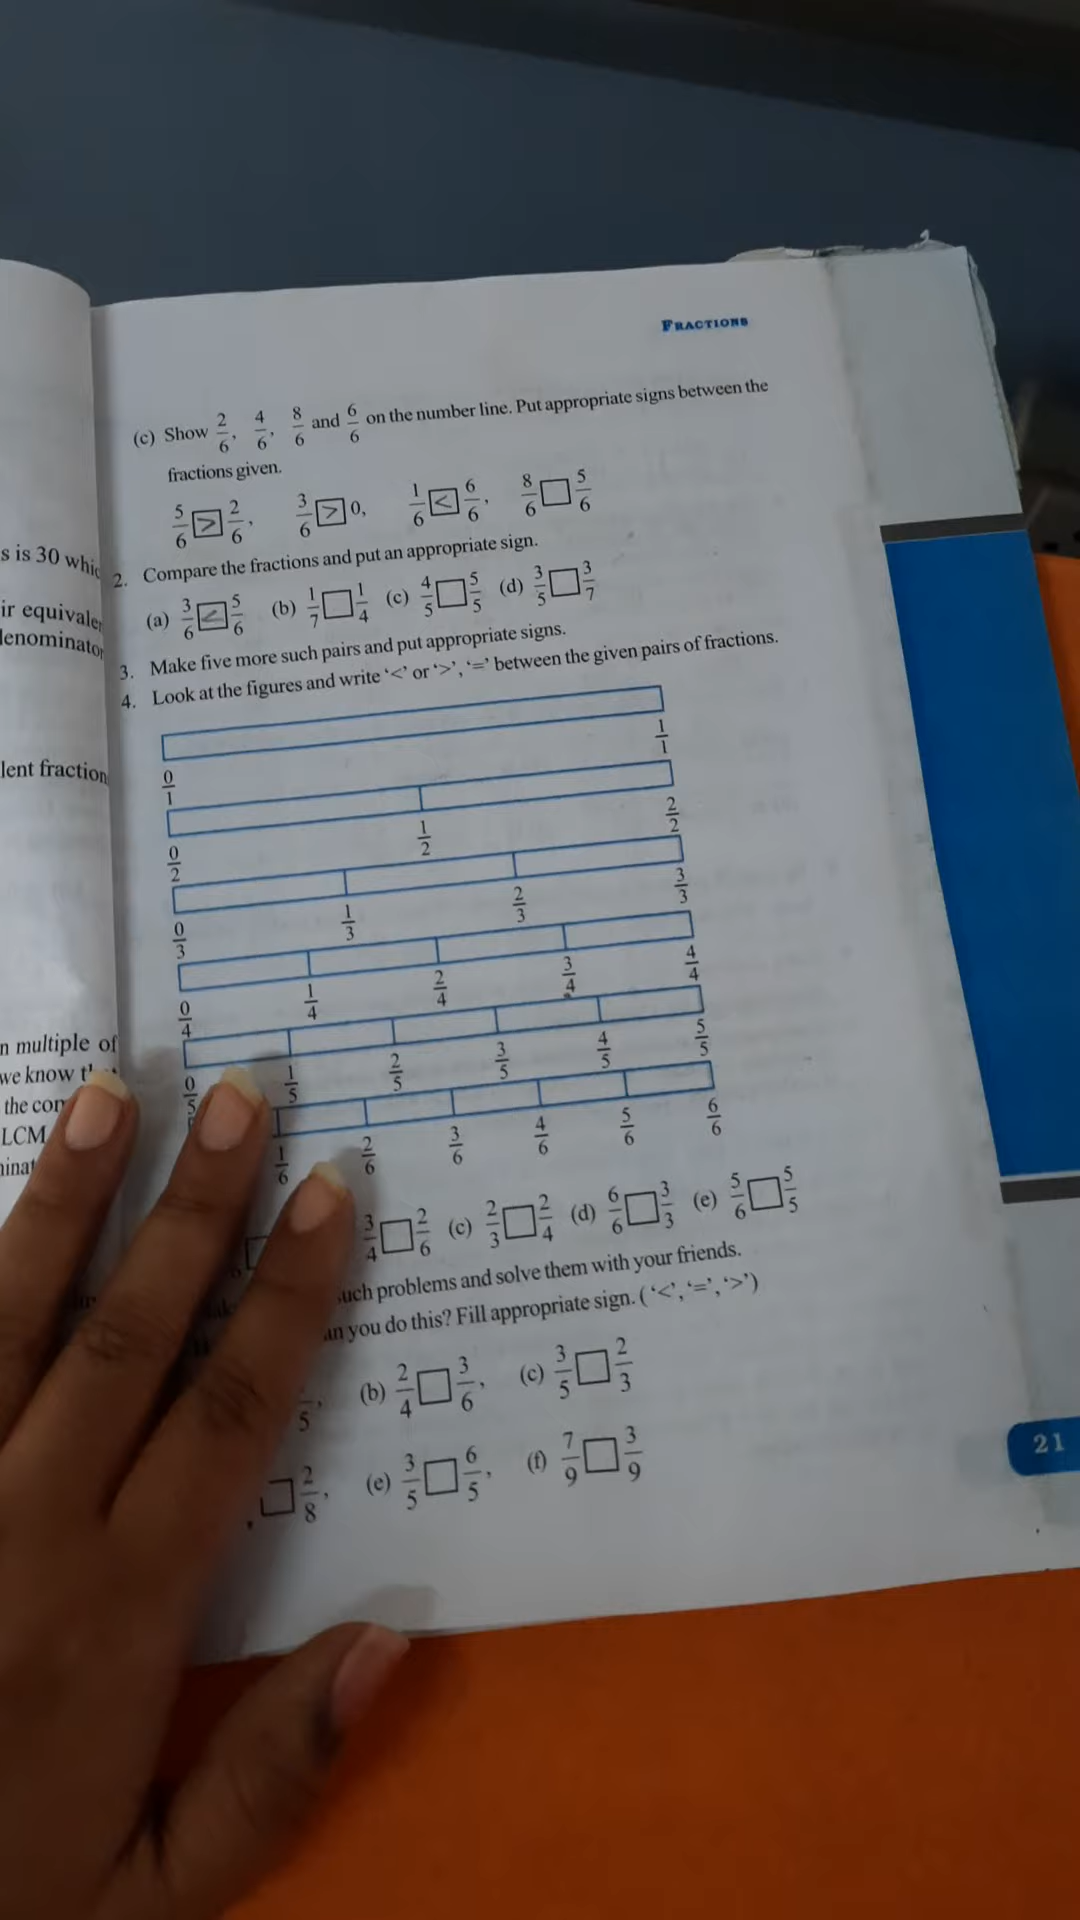 FRACTIONS
(c) Show 2/6, 4/6, 8/6 and 6/6 on the number line. Put appropriate signs between the
fractions given.
5/6 > 2/6, 3/6 > 0, 1/6 < 6/6, 8/6 □ 5/6
2. Compare the fractions and put an appropriate sign.
(a) 3/6 < 5/6 (b) 1/7 □ 1/4 (c) 4/5 □ 5/5 (d) 3/5 □ 3/7
3. Make five more such pairs and put appropriate signs.
4. Look at the figures and write '<' or '>', '=' between the given pairs of fractions.
0/1 1/1
0/2 1/2 2/2
0/3 1/3 2/3 3/3
0/4 1/4 2/4 3/4 4/4
0/5 1/5 2/5 3/5 4/5 5/5
1/6 2/6 3/6 4/6 5/6 6/6
3/4 □ 2/6 (c) 2/3 □ 2/4 (d) 6/6 □ 3/3 (e) 5/6 □ 5/5
such problems and solve them with your friends.
you do this? Fill appropriate sign. ('<', '=', '>')
5, (b) 2/4 □ 3/6, (c) 3/5 □ 2/3
□ 2/8, (e) 3/5 □ 6/5, (f) 7/9 □ 3/9
21
s is 30
ir
lent fraction
n multiple of
we know
the
LCM